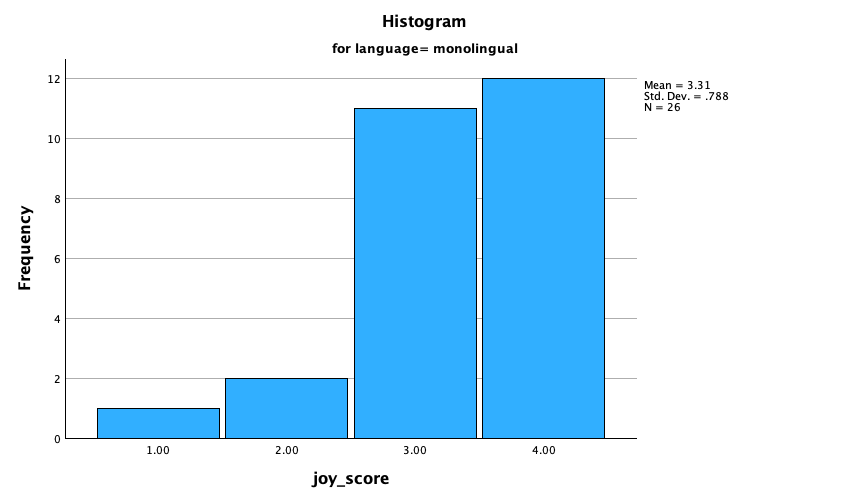 Histogram
for language= monolingual
Mean = 3.31
Std. Dev. = .788
N = 26
12
10
8
6
4
2
0
Frequency
1.00 2.00 3.00 4.00
joy_score